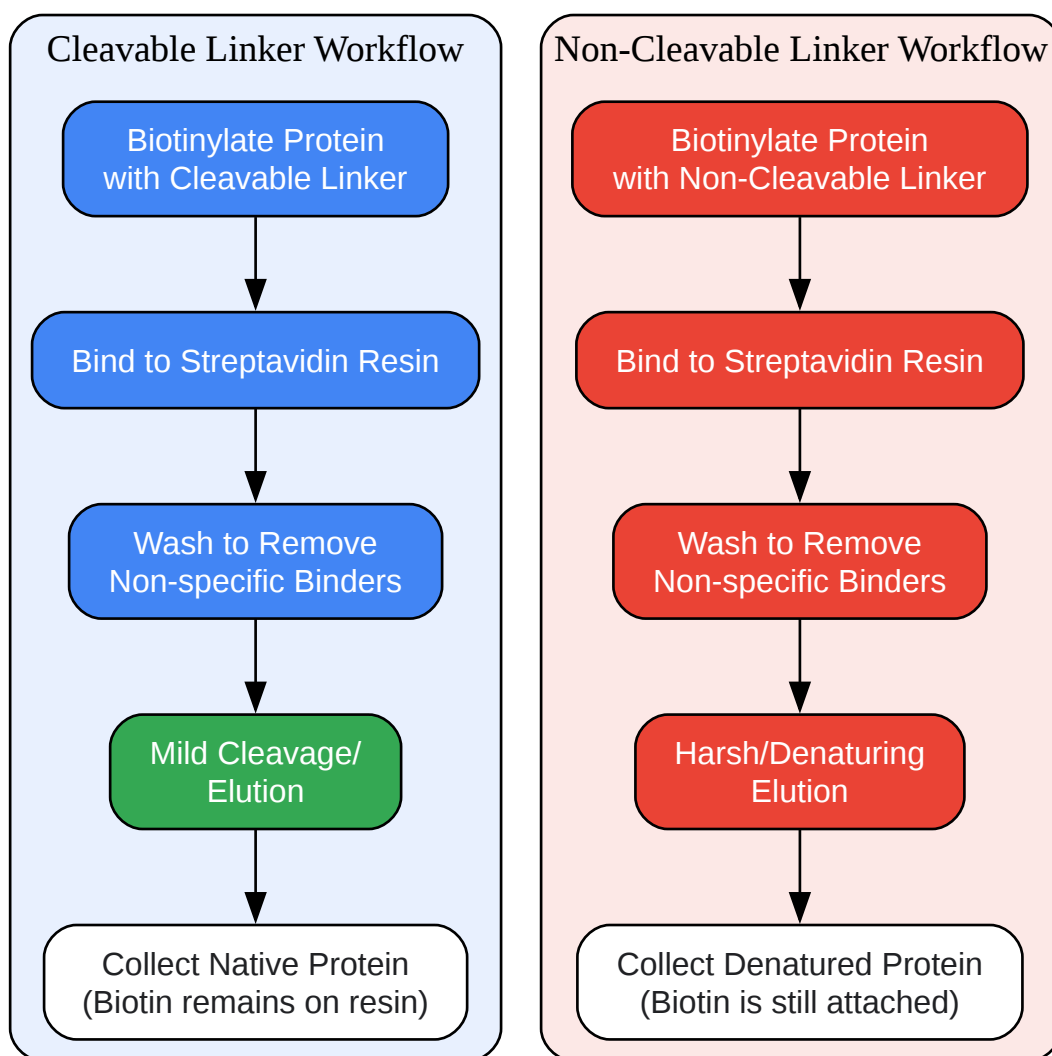 Cleavable Linker Workflow
Biotinylate Protein
with Cleavable Linker
Bind to Streptavidin Resin
Wash to Remove
Non-specific Binders
Mild Cleavage/
Elution
Collect Native Protein
(Biotin remains on resin)
Non-Cleavable Linker Workflow
Biotinylate Protein
with Non-Cleavable Linker
Bind to Streptavidin Resin
Wash to Remove
Non-specific Binders
Harsh/Denaturing
Elution
Collect Denatured Protein
(Biotin is still attached)